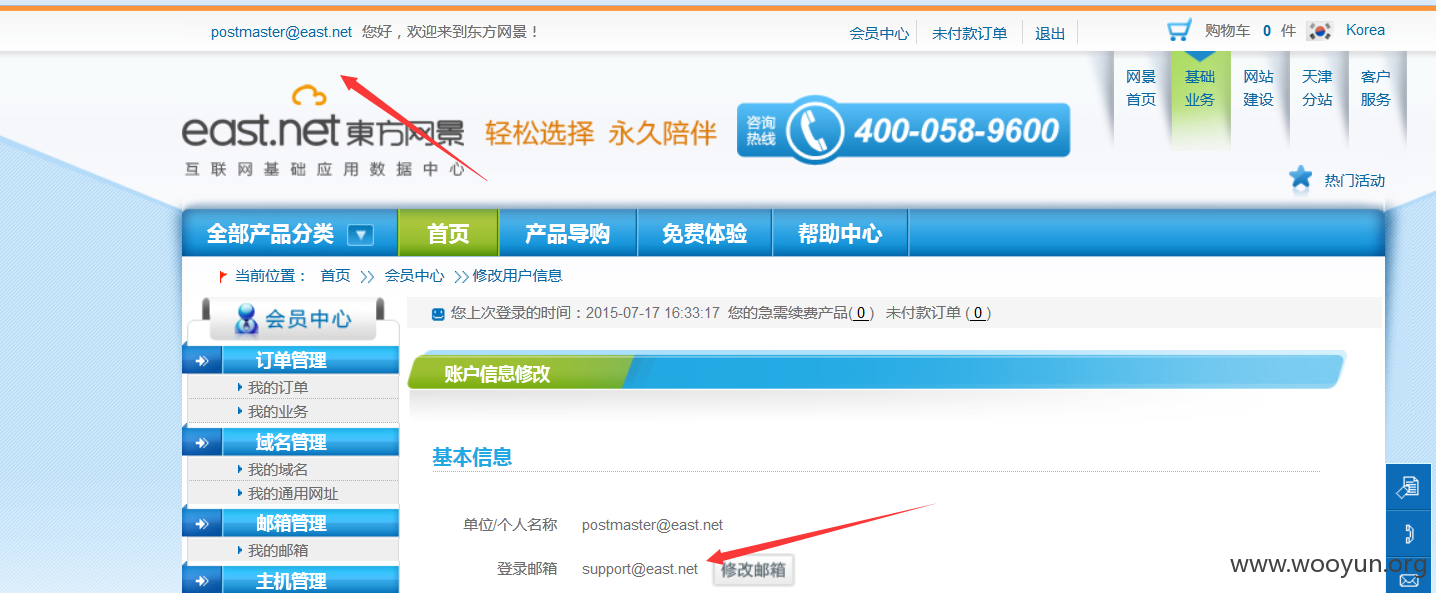 postmaster@east.net 您好，欢迎来到东方网景！ 会员中心 未付款订单 退出 购物车 0 件 Korea
网景首页 基础业务 网站建设 天津分站 客户服务
east.net 東方网景 轻松选择 永久陪伴 咨询热线 400-058-9600
互联网基础应用数据中心
热门活动
全部产品分类 首页 产品导购 免费体验 帮助中心
当前位置： 首页 >> 会员中心 >> 修改用户信息
会员中心 您上次登录的时间：2015-07-17 16:33:17 您的急需续费产品( 0 ) 未付款订单 ( 0 )
订单管理 账户信息修改
我的订单
我的业务
域名管理 基本信息
我的域名
我的通用网址
邮箱管理 单位/个人名称 postmaster@east.net
我的邮箱
主机管理 登录邮箱 support@east.net 修改邮箱
www.wooyun.org